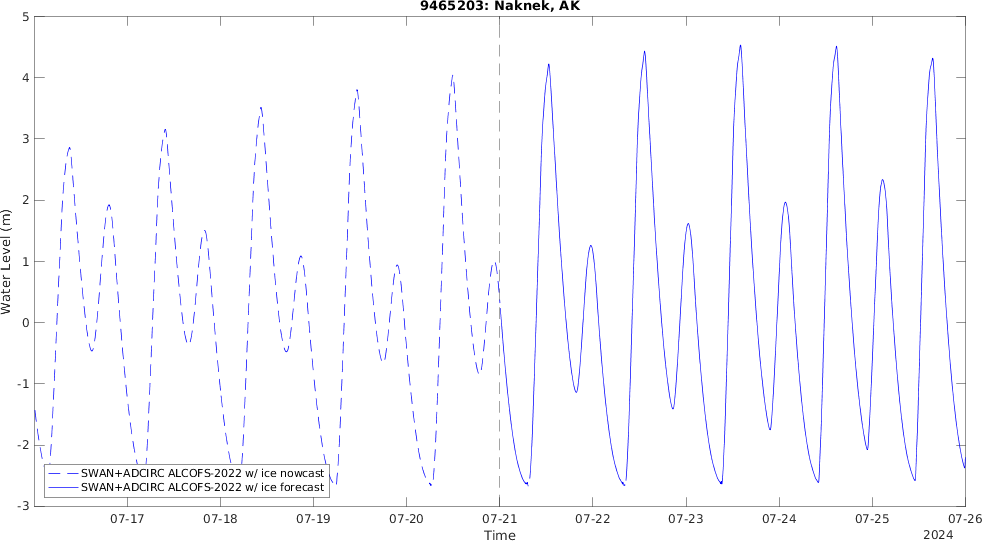 9465203: Naknek, AK
Water Level (m)
5
4
3
2
1
0
-1
-2
-3
SWAN+ADCIRC ALCOFS-2022 w/ ice nowcast
SWAN+ADCIRC ALCOFS-2022 w/ ice forecast
07-17 07-18 07-19 07-20 07-21 07-22 07-23 07-24 07-25 07-26
Time
2024